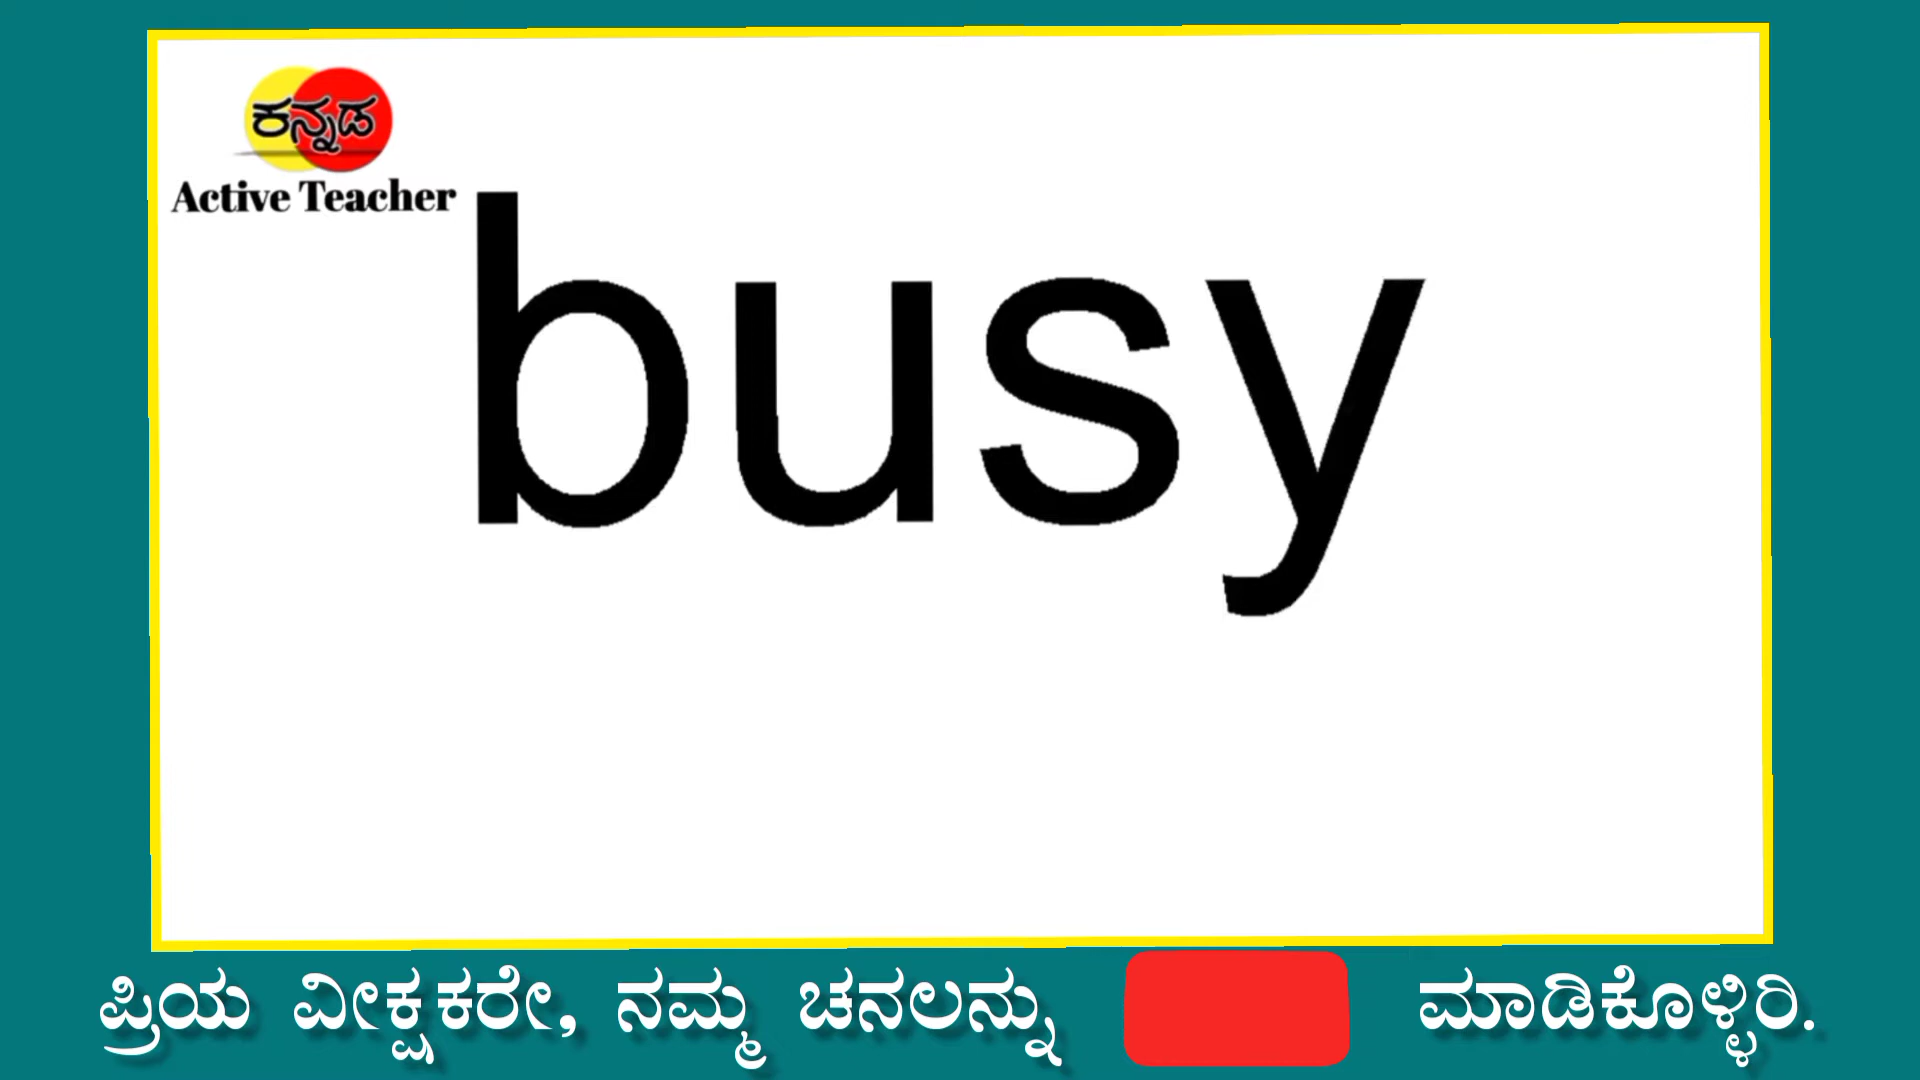 ಕನ್ನಡ
Active Teacher
busy
ಪ್ರಿಯ ವೀಕ್ಷಕರೇ, ನಮ್ಮ ಚನಲನ್ನು ಮಾಡಿಕೊಳ್ಳಿರಿ.